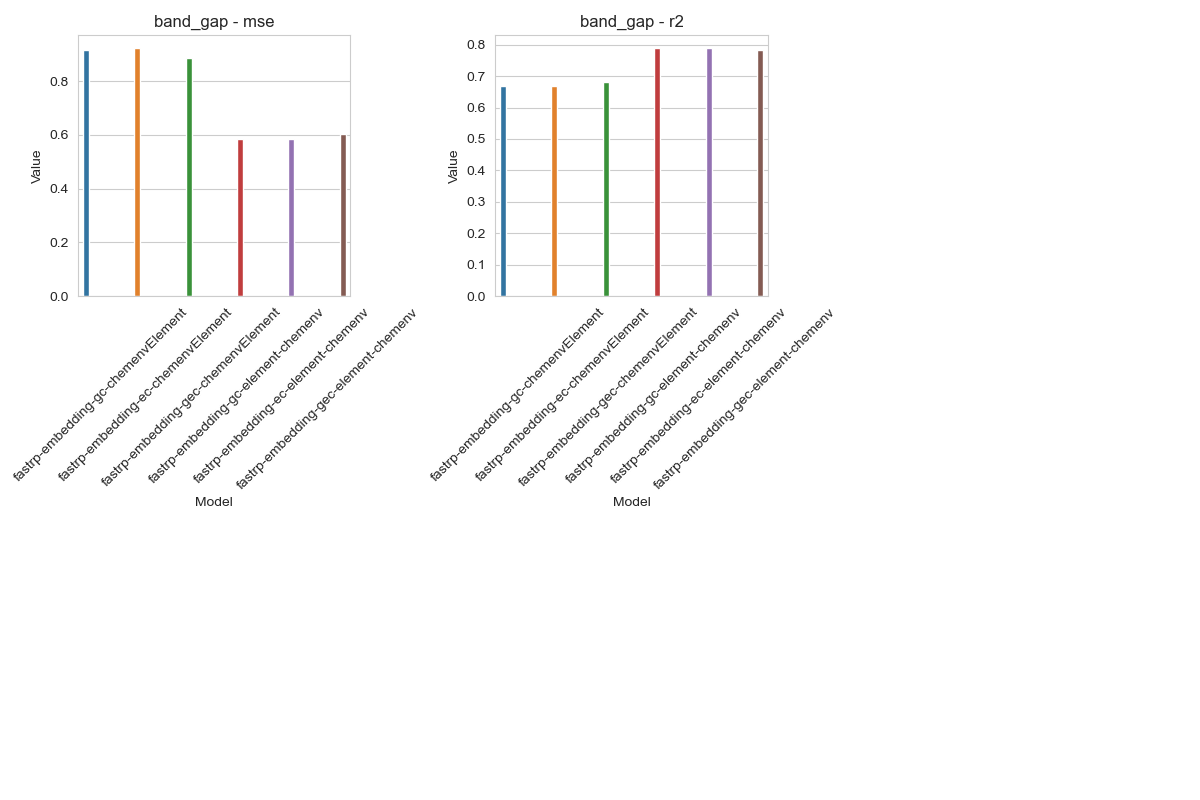 band_gap - mse
Value
0.8
0.6
0.4
0.2
0.0
fastrp-embedding-gc-chemenvElement
fastrp-embedding-ec-chemenvElement
fastrp-embedding-gec-chemenvElement
fastrp-embedding-gc-element-chemenv
fastrp-embedding-ec-element-chemenv
fastrp-embedding-gec-element-chemenv
Model
band_gap - r2
Value
0.8
0.7
0.6
0.5
0.4
0.3
0.2
0.1
0.0
fastrp-embedding-gc-chemenvElement
fastrp-embedding-ec-chemenvElement
fastrp-embedding-gec-chemenvElement
fastrp-embedding-gc-element-chemenv
fastrp-embedding-ec-element-chemenv
fastrp-embedding-gec-element-chemenv
Model